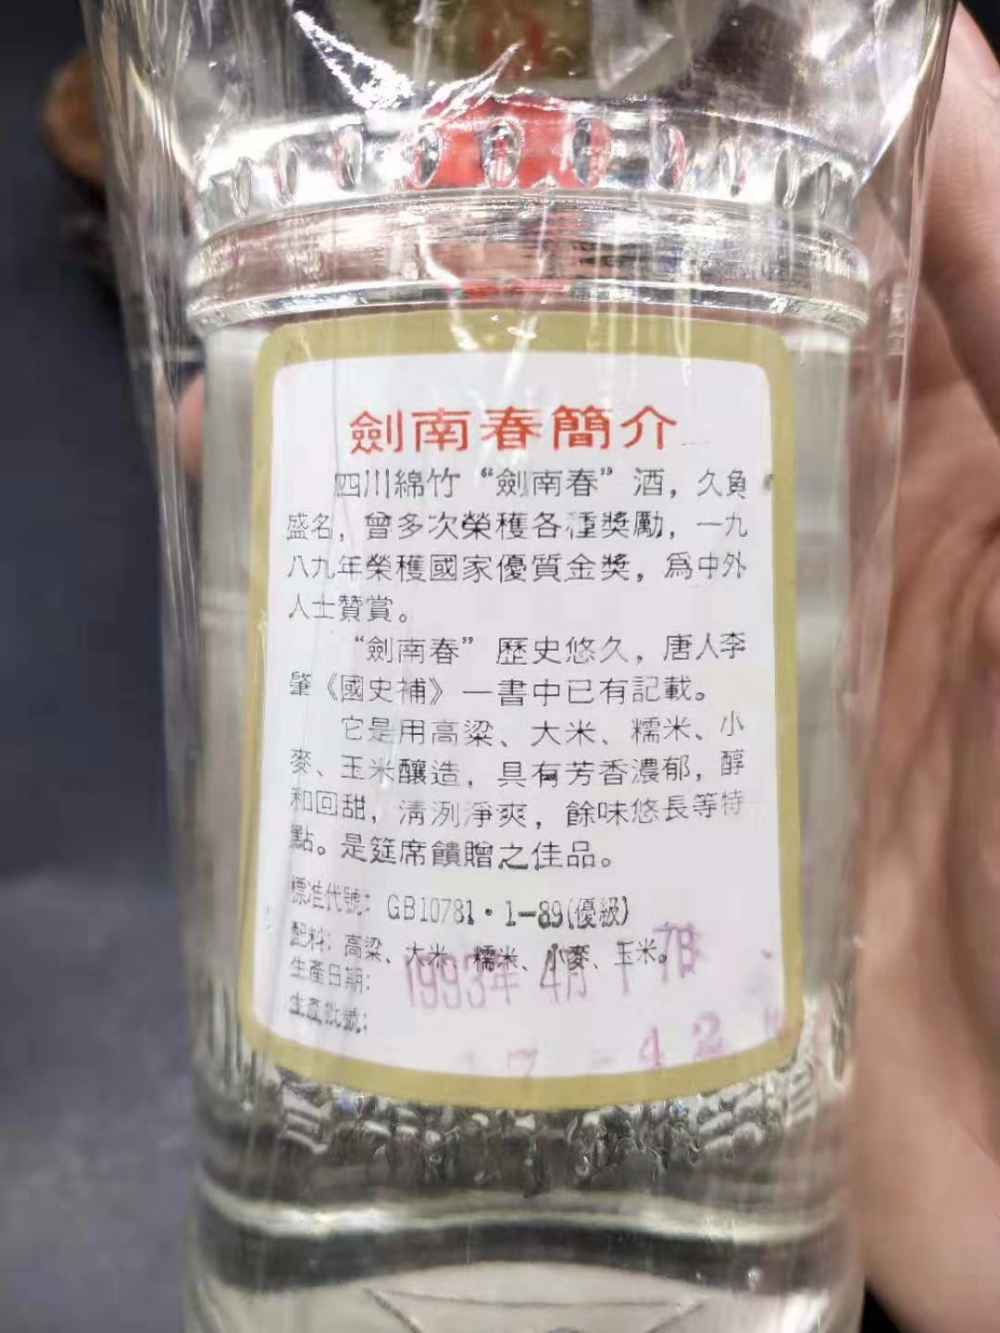 劍南春簡介
四川綿竹“劍南春”酒，久負
盛名，曾多次榮穫各種獎勵，一九
八九年榮穫國家優質金獎，爲中外
人士贊賞。
“劍南春”歷史悠久，唐人李
肇《國史補》一書中已有記載。
它是用高梁、大米、糯米、小
麥、玉米釀造，具有芳香濃郁，醇
和回甜，清洌淨爽，餘味悠長等特
點。是筵席饋贈之佳品。
標准代號：GB10781·1-89(優級)
配料：高梁、大米、糯米、小麥、玉米。
生產日期：1993年4月17日
生產批號：